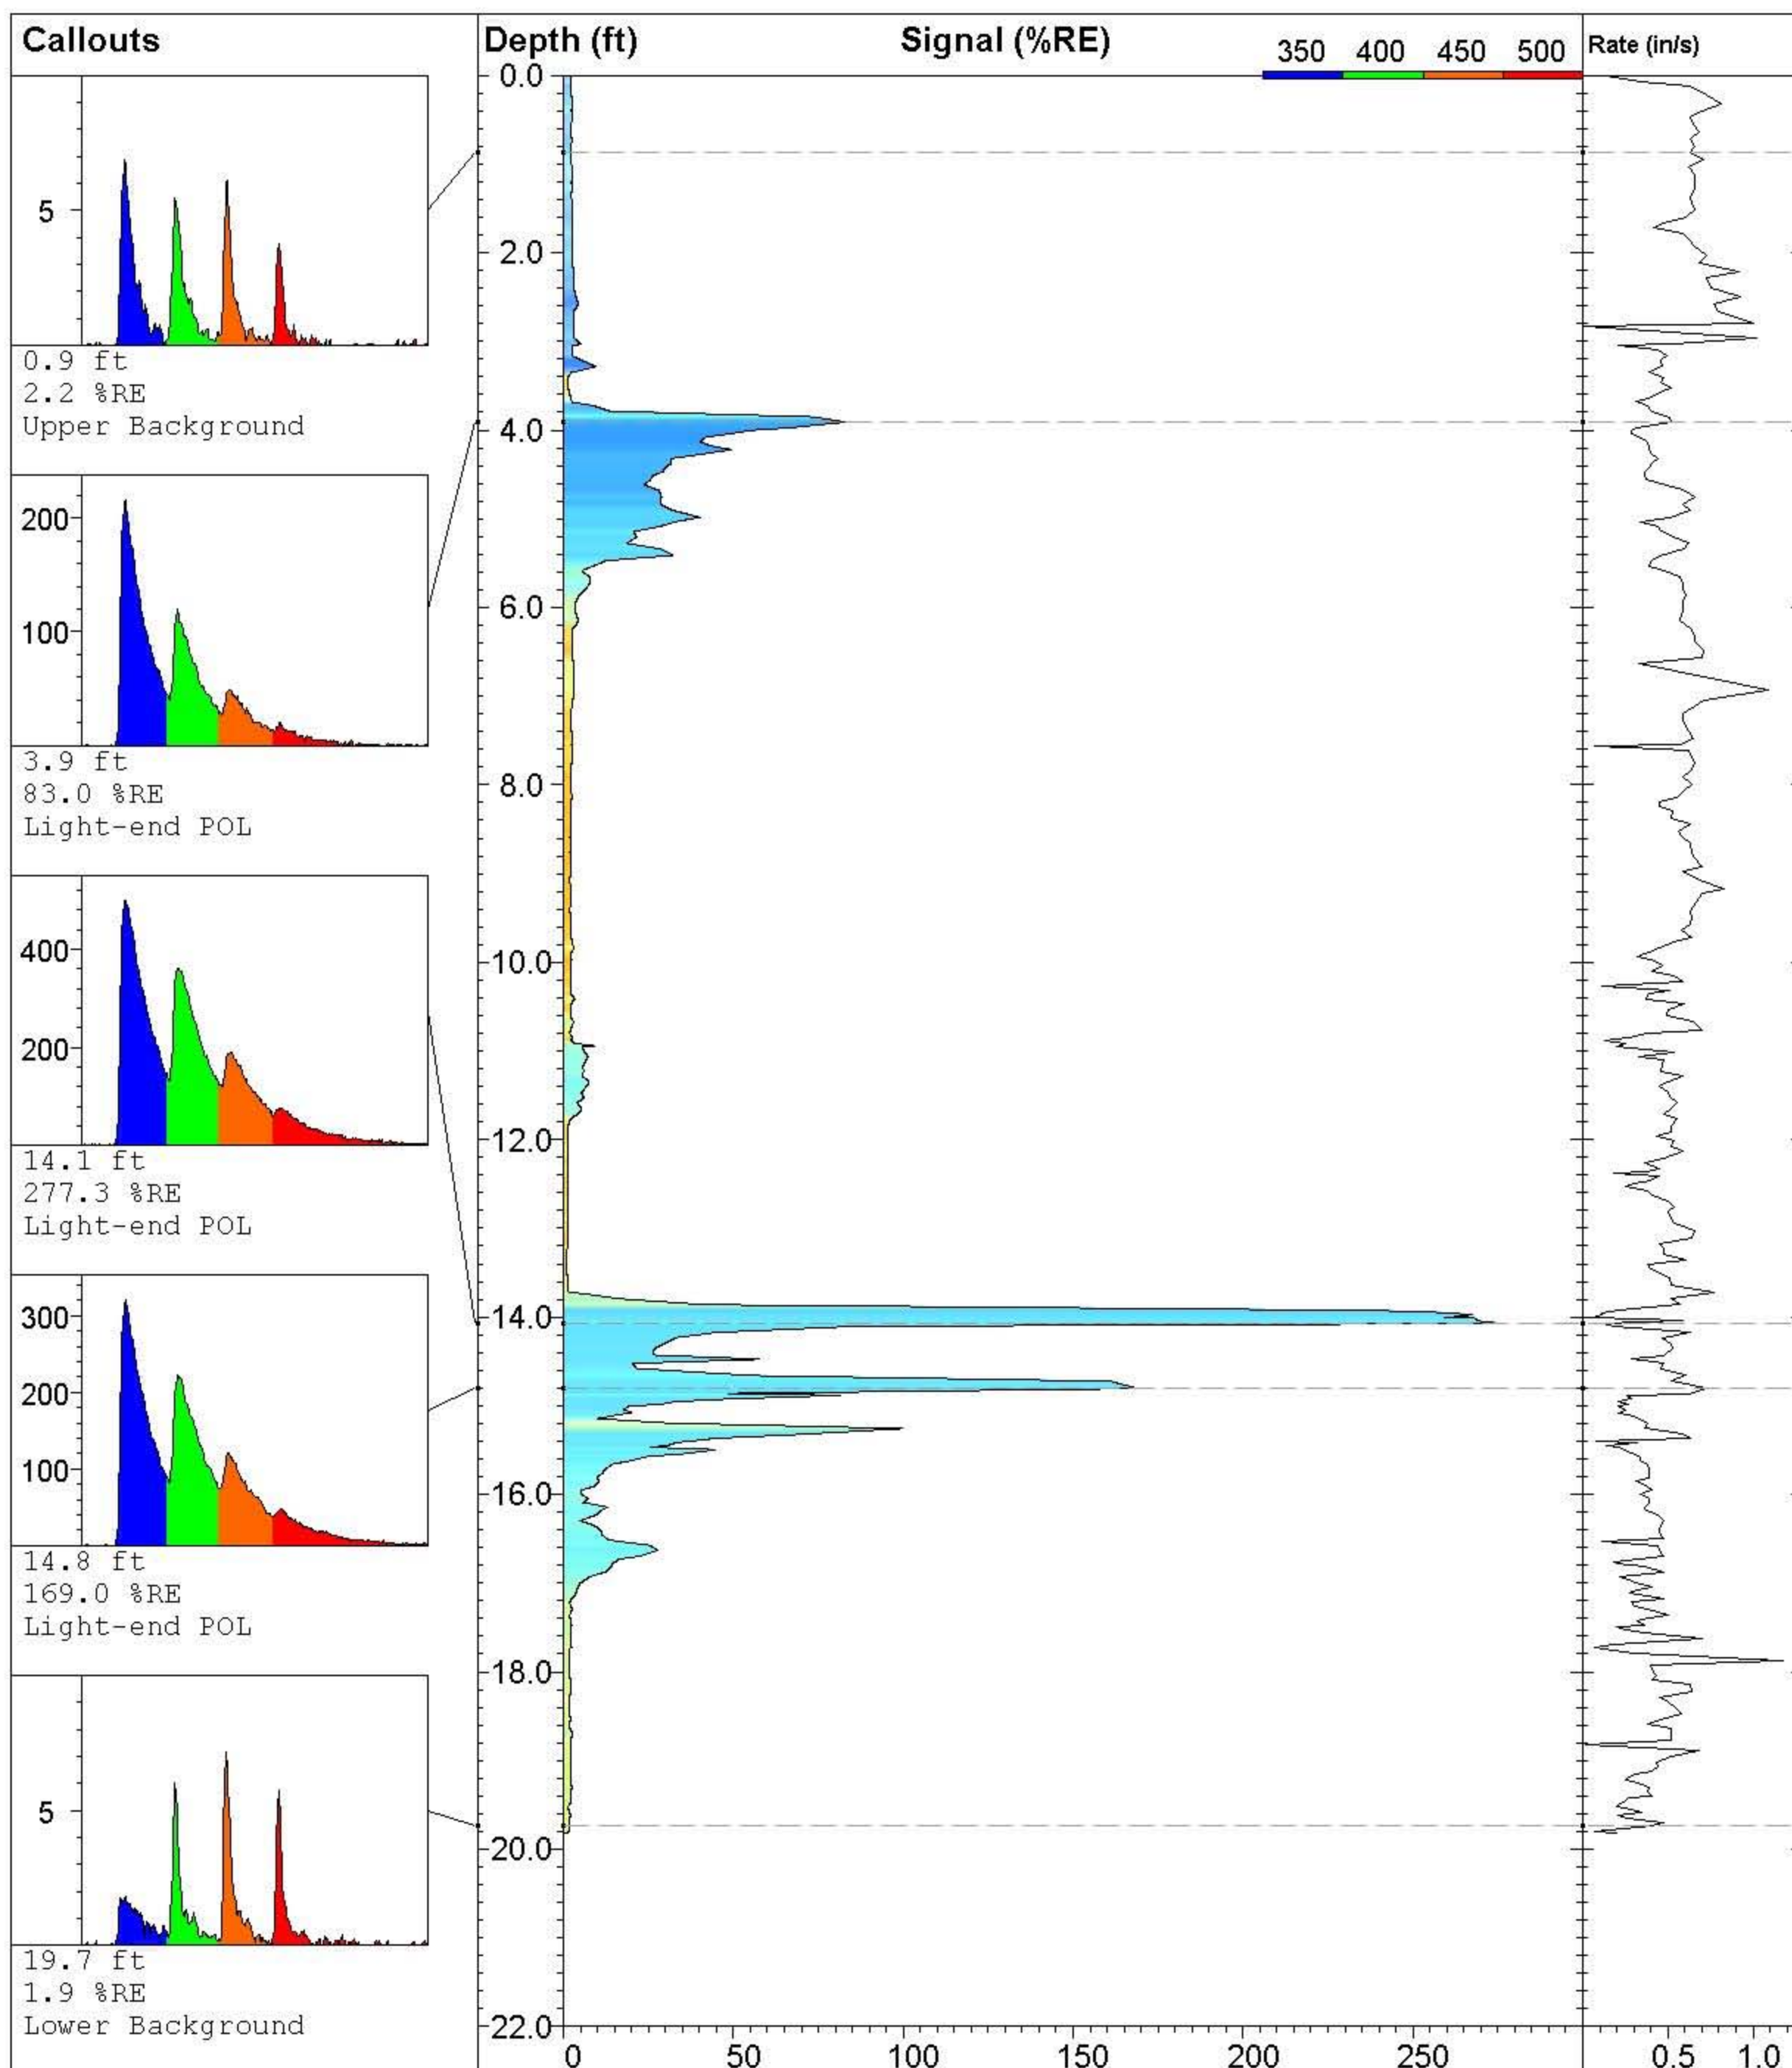 Callouts
Depth (ft)
Signal (%RE)
350 400 450 500
Rate (in/s)
5
0.9 ft
2.2 %RE
Upper Background
200
100
3.9 ft
83.0 %RE
Light-end POL
400
200
14.1 ft
277.3 %RE
Light-end POL
300
200
100
14.8 ft
169.0 %RE
Light-end POL
5
19.7 ft
1.9 %RE
Lower Background
0.0
2.0
4.0
6.0
8.0
10.0
12.0
14.0
16.0
18.0
20.0
22.0
0 50 100 150 200 250
0.5 1.0